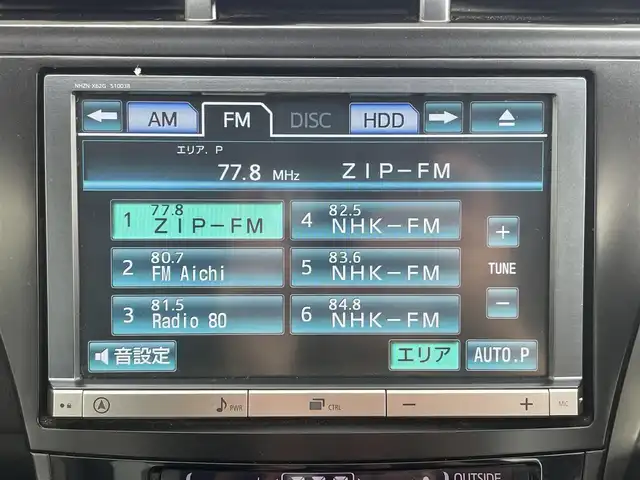 NHZN-X62G 510038
AM FM DISC HDD
エリア．P
77.8 MHz ZIP-FM
1 77.8 ZIP-FM
4 82.5 NHK-FM
2 80.7 FM Aichi
5 83.6 NHK-FM
3 81.5 Radio 80
6 84.8 NHK-FM
+
TUNE
−
音設定
エリア
AUTO.P
PWR
CTRL
− +
MIC
OUTSIDE